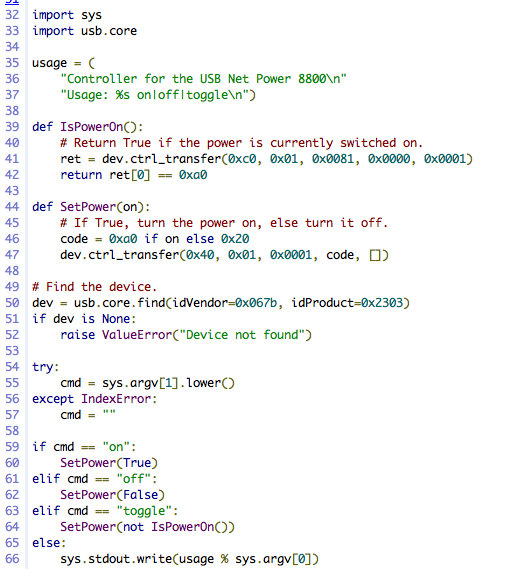 31
32 import sys
33 import usb.core
34
35 usage = (
36     "Controller for the USB Net Power 8800\n"
37     "Usage: %s on|off|toggle\n")
38
39 def IsPowerOn():
40     # Return True if the power is currently switched on.
41     ret = dev.ctrl_transfer(0xc0, 0x01, 0x0081, 0x0000, 0x0001)
42     return ret[0] == 0xa0
43
44 def SetPower(on):
45     # If True, turn the power on, else turn it off.
46     code = 0xa0 if on else 0x20
47     dev.ctrl_transfer(0x40, 0x01, 0x0001, code, [])
48
49 # Find the device.
50 dev = usb.core.find(idVendor=0x067b, idProduct=0x2303)
51 if dev is None:
52     raise ValueError("Device not found")
53
54 try:
55     cmd = sys.argv[1].lower()
56 except IndexError:
57     cmd = ""
58
59 if cmd == "on":
60     SetPower(True)
61 elif cmd == "off":
62     SetPower(False)
63 elif cmd == "toggle":
64     SetPower(not IsPowerOn())
65 else:
66     sys.stdout.write(usage % sys.argv[0])